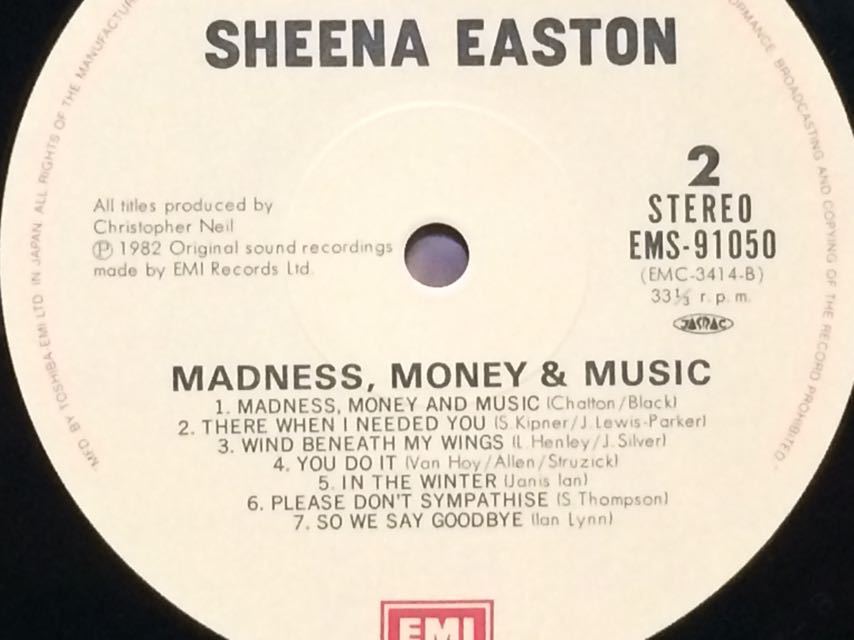 SHEENA EASTON
All titles produced by
Christopher Neil
Ⓟ 1982 Original sound recordings
made by EMI Records Ltd.
2
STEREO
EMS-91050
(EMC-3414-B)
33⅓ r. p. m.
JASRAC
MADNESS, MONEY & MUSIC
1. MADNESS, MONEY AND MUSIC (Chatton/Black)
2. THERE WHEN I NEEDED YOU (S. Kipner/J. Lewis-Parker)
3. WIND BENEATH MY WINGS (L. Henley/J. Silver)
4. YOU DO IT (Van Hoy/Allen/Struzick)
5. IN THE WINTER (Janis Ian)
6. PLEASE DON'T SYMPATHISE (S. Thompson)
7. SO WE SAY GOODBYE (Ian Lynn)
EMI
"MFD. BY TOSHIBA EMI LTD. IN JAPAN ALL RIGHTS OF THE MANUFACTUR
ORMANCE BROADCASTING AND COPYING OF THE RECORD PROHIBITED."